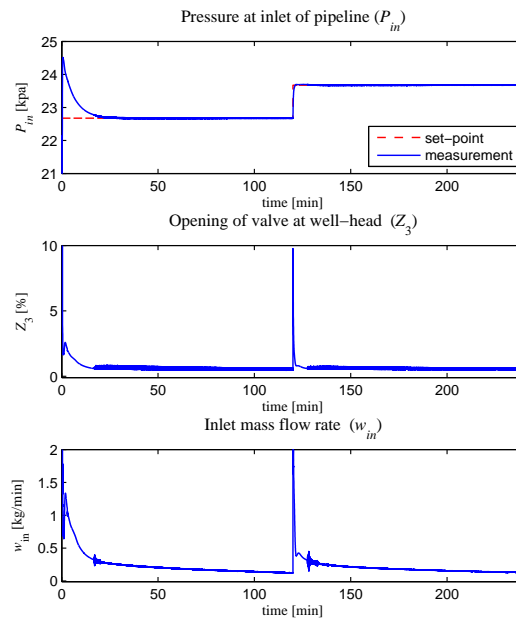 Pressure at inlet of pipeline (P_in)
25
24
23
22
21
P_in [kpa]
0 50 100 150 200
time [min]
set-point
measurement
Opening of valve at well-head (Z_3)
10
5
0
Z_3 [%]
0 50 100 150 200
time [min]
Inlet mass flow rate (w_in)
2
1.5
1
0.5
0
w_in [kg/min]
0 50 100 150 200
time [min]